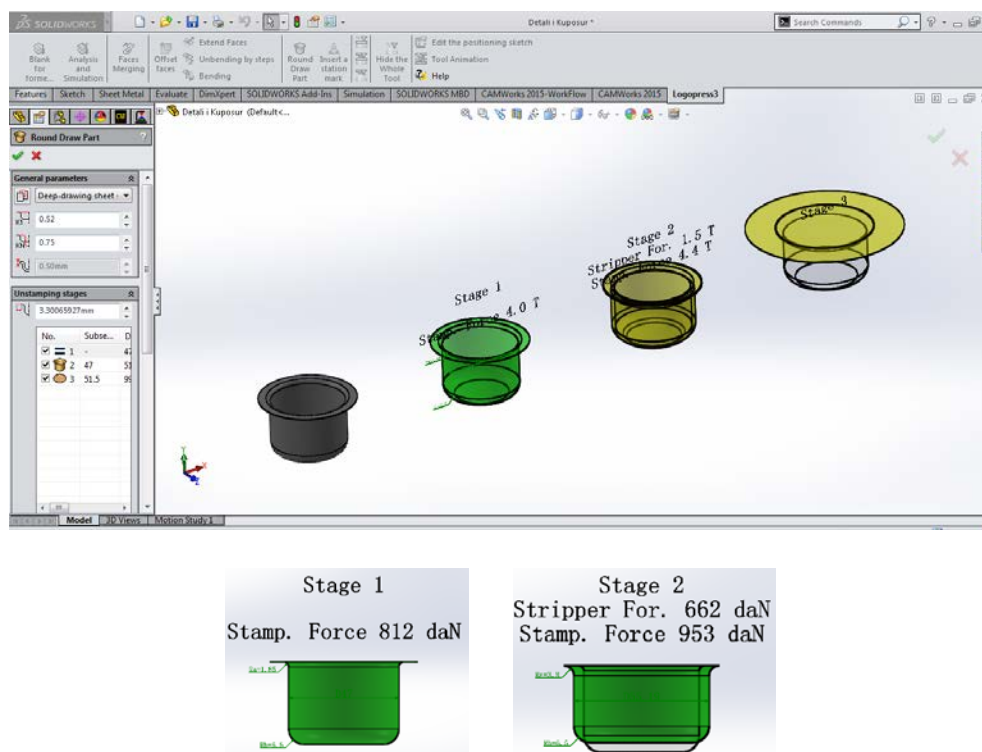 SOLIDWORKS
Detali i Kuposur *
Search Commands
Blank for forme...
Analysis and Simulation
Faces Merging
Offset faces
Extend Faces
Unbending by steps
Bending
Round Draw Part
Insert a station mark
Hide the Whole Tool
Edit the positioning sketch
Tool Animation
Help
Features
Sketch
Sheet Metal
Evaluate
DimXpert
SOLIDWORKS Add-Ins
Simulation
SOLIDWORKS MBD
CAMWorks 2015-WorkFlow
CAMWorks 2015
Logopress3
Detali i Kuposur (Default<...
Round Draw Part
?
General parameters
Deep-drawing sheet
0.52
0.75
0.50mm
Unstamping stages
3.30065927mm
No. Subse... D
1 - 47
2 47 51
3 51.5 99
Stage 1
Stamp. Force 4.0 T
Stage 2
Stripper For. 1.5 T
Stamp. Force 4.4 T
Stage 3
Model
3D Views
Motion Study 1
Stage 1
Stamp. Force 812 daN
Stage 2
Stripper For. 662 daN
Stamp. Force 953 daN